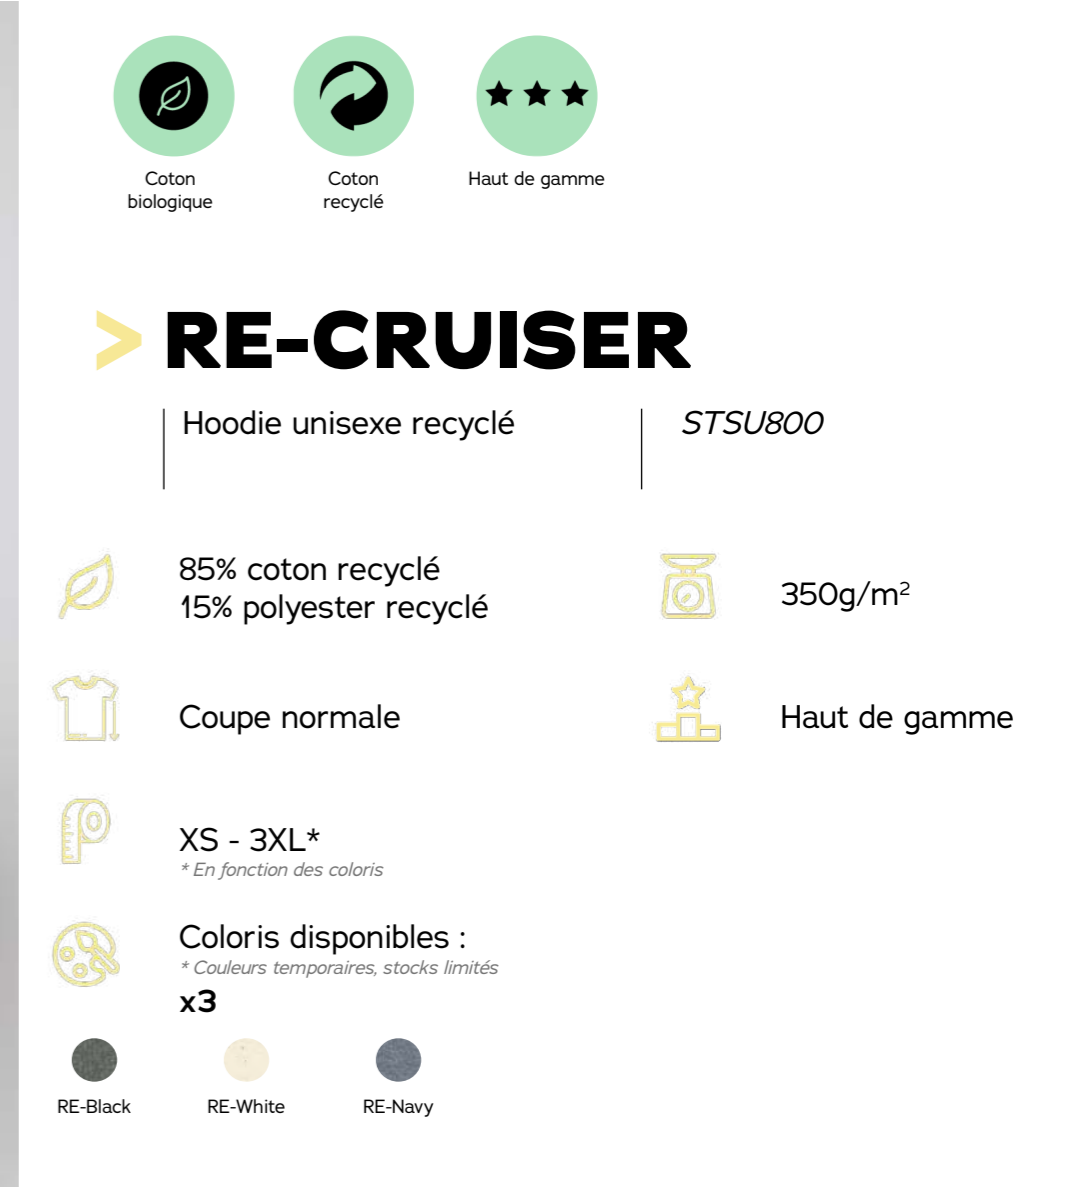 Coton
biologique
Coton
recyclé
Haut de gamme
> RE-CRUISER
Hoodie unisexe recyclé
STSU800
85% coton recyclé
15% polyester recyclé
350g/m²
Coupe normale
Haut de gamme
XS - 3XL*
* En fonction des coloris
Coloris disponibles :
* Couleurs temporaires, stocks limités
x3
RE-Black
RE-White
RE-Navy